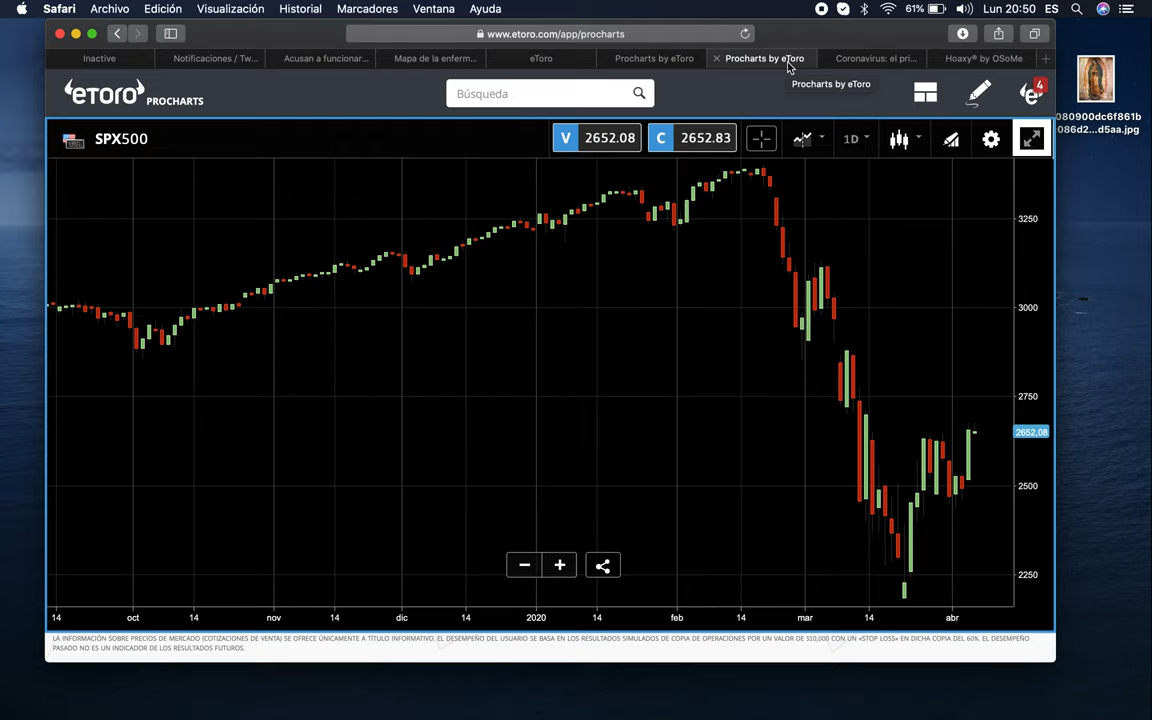 Safari Archivo Edición Visualización Historial Marcadores Ventana Ayuda 61% Lun 20:50 ES
www.etoro.com/app/procharts
Inactive Notificaciones / Tw... Acusan a funcionar... Mapa de la enferm... eToro Procharts by eToro Procharts by eToro Coronavirus: el pri... Hoaxy® by OSoMe
Procharts by eToro
eToro PROCHARTS Búsqueda 4
080900dc6f861b
086d2...d5aa.jpg
SPX500 V 2652.08 C 2652.83 1D
3250
3000
2750
2652,08
2500
2250
14 oct 14 nov 14 dic 14 2020 14 feb 14 mar 14 abr
LA INFORMACIÓN SOBRE PRECIOS DE MERCADO (COTIZACIONES DE VENTA) SE OFRECE ÚNICAMENTE A TÍTULO INFORMATIVO. EL DESEMPEÑO DEL USUARIO SE BASA EN LOS RESULTADOS SIMULADOS DE COPIA DE OPERACIONES POR UN VALOR DE $10,000 CON UN «STOP LOSS» EN DICHA COPIA DEL 60%. EL DESEMPEÑO
PASADO NO ES UN INDICADOR DE LOS RESULTADOS FUTUROS.